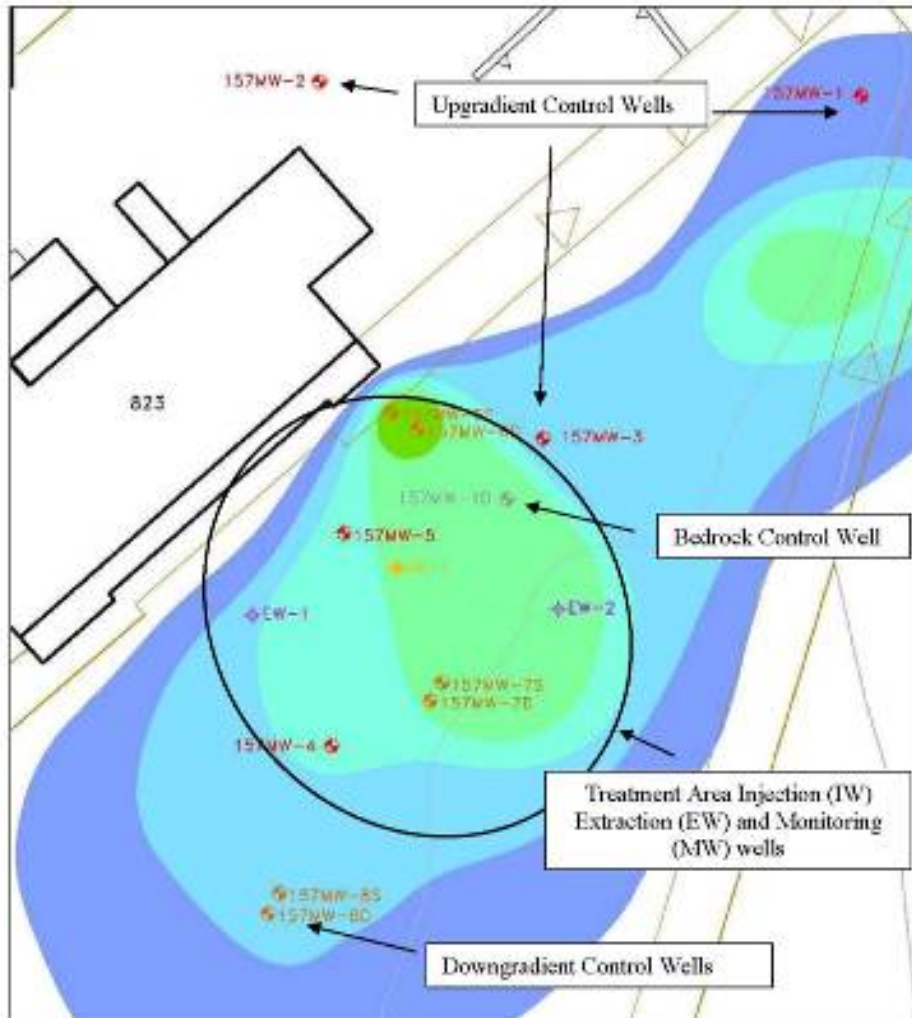 157MW-2
157MW-1
Upgradient Control Wells
823
157MW-3
157MW-1D
157MW-5
Bedrock Control Well
EW-1
EW-2
157MW-7S
157MW-7D
157MW-4
Treatment Area Injection (IW)
Extraction (EW) and Monitoring
(MW) wells
157MW-8S
157MW-8D
Downgradient Control Wells